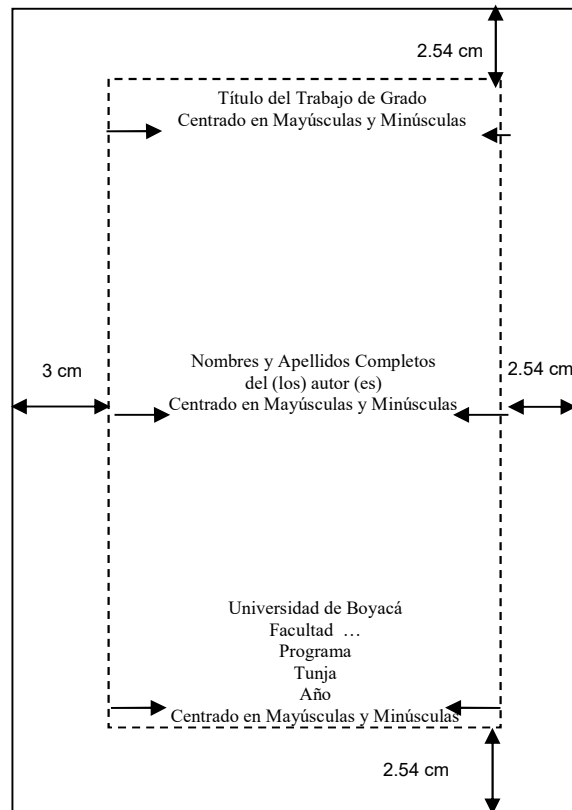 2.54 cm
Título del Trabajo de Grado
Centrado en Mayúsculas y Minúsculas
3 cm
Nombres y Apellidos Completos
del (los) autor (es)
Centrado en Mayúsculas y Minúsculas
2.54 cm
Universidad de Boyacá
Facultad …
Programa
Tunja
Año
Centrado en Mayúsculas y Minúsculas
2.54 cm